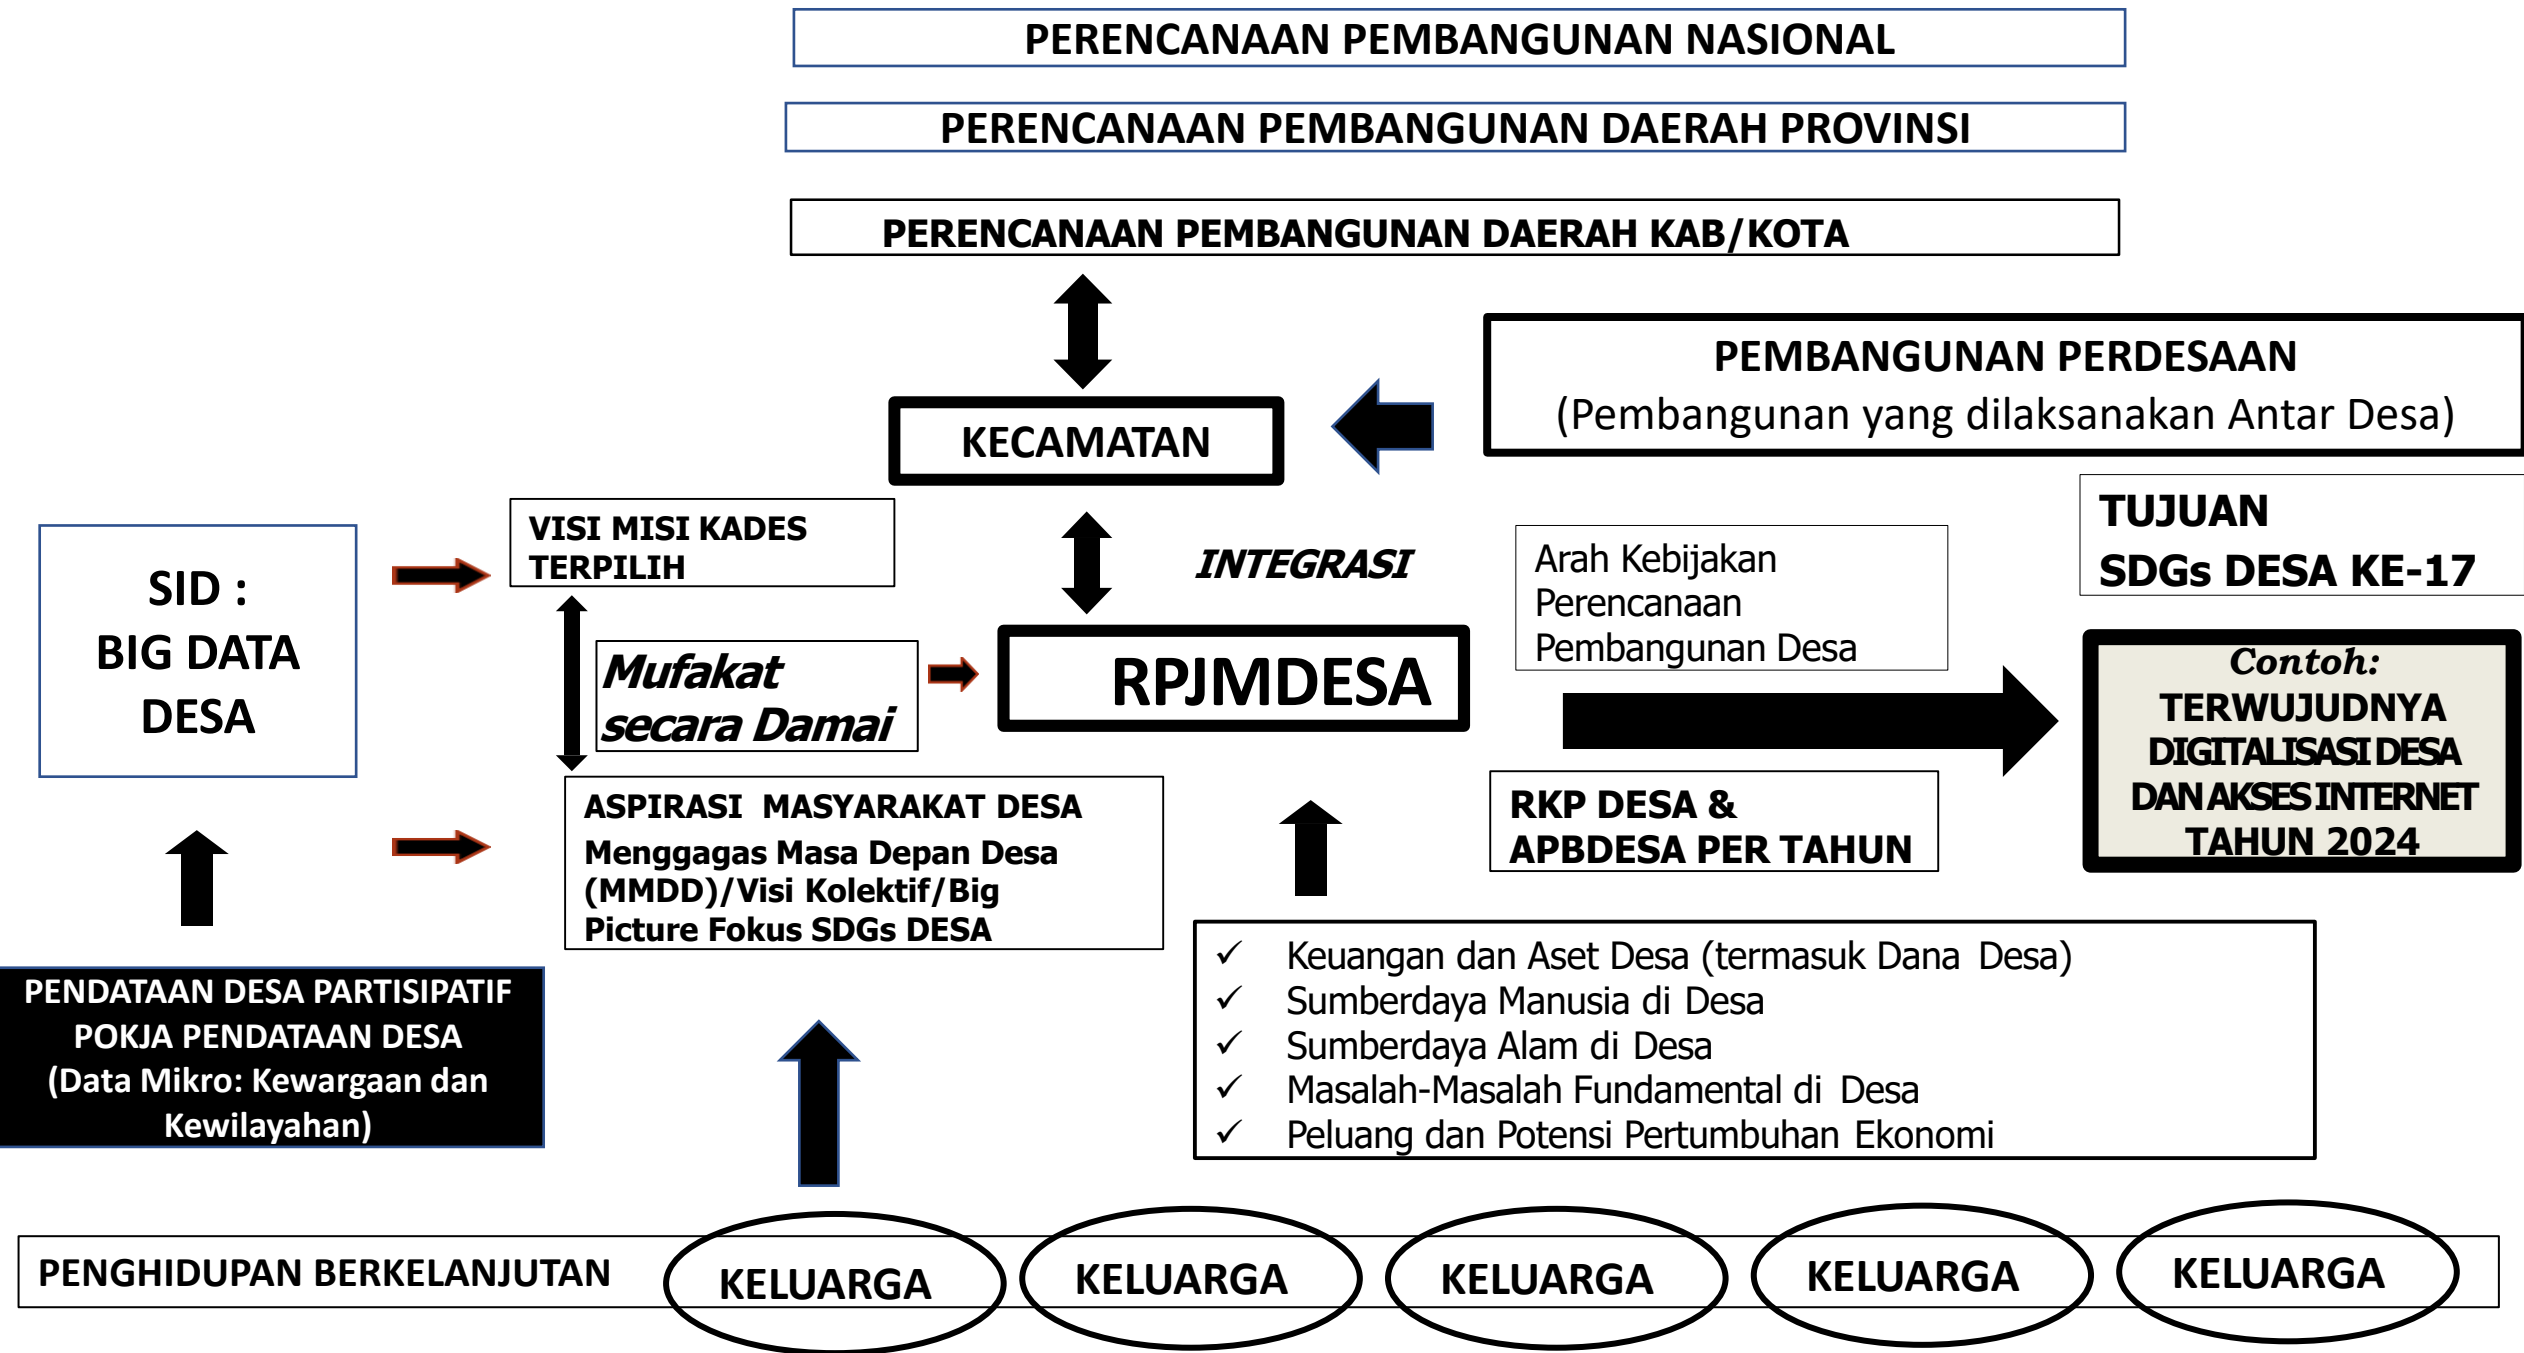 PERENCANAAN PEMBANGUNAN NASIONAL
PERENCANAAN PEMBANGUNAN DAERAH PROVINSI
PERENCANAAN PEMBANGUNAN DAERAH KAB/KOTA
PEMBANGUNAN PERDESAAN
(Pembangunan yang dilaksanakan Antar Desa)
KECAMATAN
SID :
BIG DATA
DESA
VISI MISI KADES
TERPILIH
INTEGRASI
Arah Kebijakan
Perencanaan
Pembangunan Desa
TUJUAN
SDGs DESA KE-17
Mufakat
secara Damai
RPJMDESA
Contoh:
TERWUJUDNYA
DIGITALISASI DESA
DAN AKSES INTERNET
TAHUN 2024
ASPIRASI MASYARAKAT DESA
Menggagas Masa Depan Desa
(MMDD)/Visi Kolektif/Big
Picture Fokus SDGs DESA
RKP DESA &
APBDESA PER TAHUN
PENDATAAN DESA PARTISIPATIF
POKJA PENDATAAN DESA
(Data Mikro: Kewargaan dan
Kewilayahan)
✓ Keuangan dan Aset Desa (termasuk Dana Desa)
✓ Sumberdaya Manusia di Desa
✓ Sumberdaya Alam di Desa
✓ Masalah-Masalah Fundamental di Desa
✓ Peluang dan Potensi Pertumbuhan Ekonomi
PENGHIDUPAN BERKELANJUTAN
KELUARGA
KELUARGA
KELUARGA
KELUARGA
KELUARGA